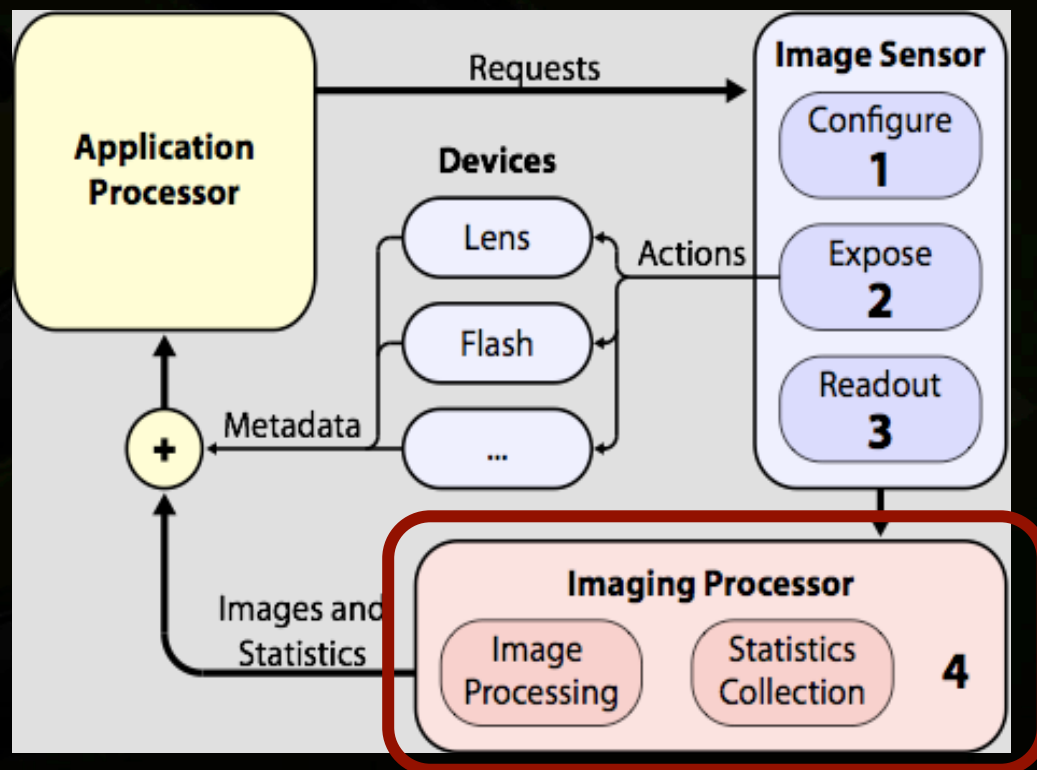 Application
Processor
Requests
Image Sensor
Configure
1
Expose
2
Readout
3
Devices
Lens
Flash
...
Actions
Metadata
+
Images and
Statistics
Imaging Processor
Image
Processing
Statistics
Collection
4